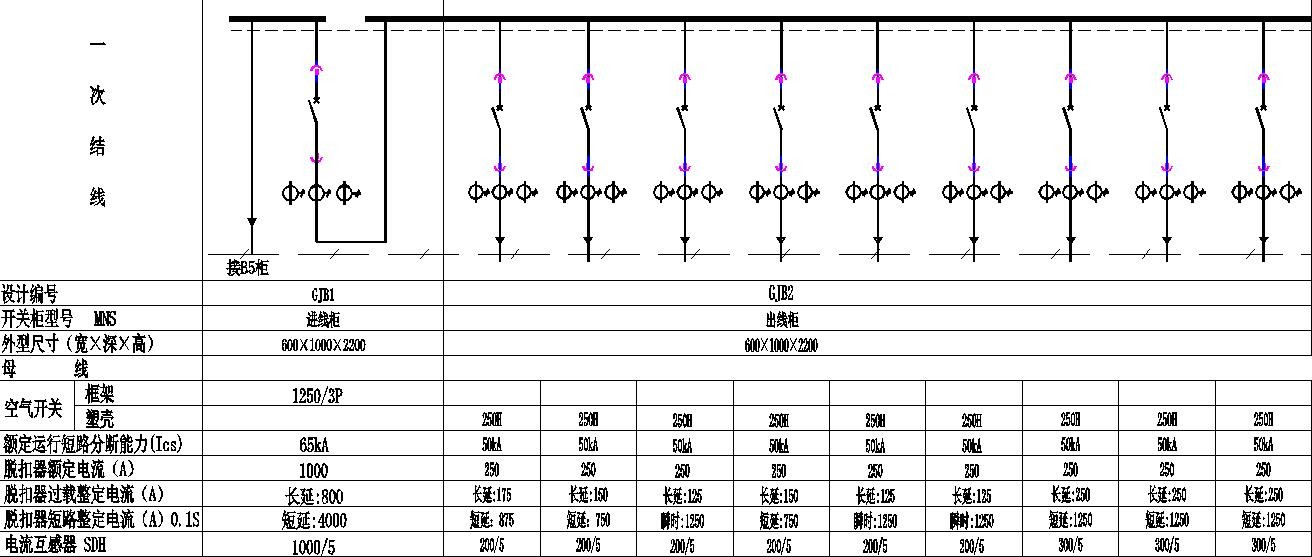 一
次
结
线
接B5柜
设计编号 GJB1 GJB2
开关柜型号 MNS 进线柜 出线柜
外型尺寸(宽×深×高) 600×1000×2200 600×1000×2200
母 线
空气开关 框架 1250/3P
塑壳 250H 250H 250H 250H 250H 250H 250H 250H 250H
额定运行短路分断能力(Ics) 65kA 50kA 50kA 50kA 50kA 50kA 50kA 50kA 50kA 50kA
脱扣器额定电流(A) 1000 250 250 250 250 250 250 250 250 250
脱扣器过载整定电流(A) 长延:800 长延:175 长延:150 长延:125 长延:150 长延:125 长延:125 长延:250 长延:250 长延:250
脱扣器短路整定电流(A)0.1S 短延:4000 短延:875 短延:750 瞬时:1250 短延:750 瞬时:1250 瞬时:1250 短延:1250 短延:1250 短延:1250
电流互感器 SDH 1000/5 200/5 200/5 200/5 200/5 200/5 200/5 300/5 300/5 300/5